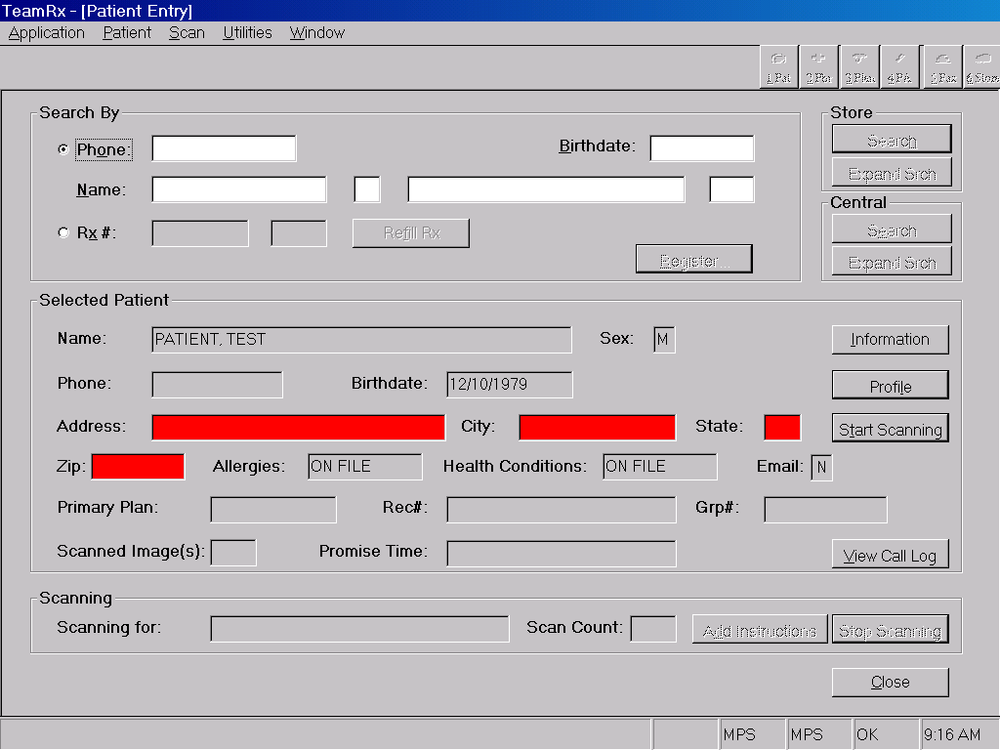 TeamRx - [Patient Entry]
Application Patient Scan Utilities Window
1 Pat 3 Plan 4 PA 5 Fax 6 Store
Search By
Phone: Birthdate:
Name:
Rx #: Refill Rx
Register...
Store
Search
Expand Srch
Central
Search
Expand Srch
Selected Patient
Name: PATIENT, TEST Sex: M Information
Phone: Birthdate: 12/10/1979 Profile
Address: City: State: Start Scanning
Zip: Allergies: ON FILE Health Conditions: ON FILE Email: N
Primary Plan: Rec#: Grp#:
Scanned Image(s): Promise Time: View Call Log
Scanning
Scanning for: Scan Count: Add Instructions Stop Scanning
Close
MPS MPS OK 9:16 AM